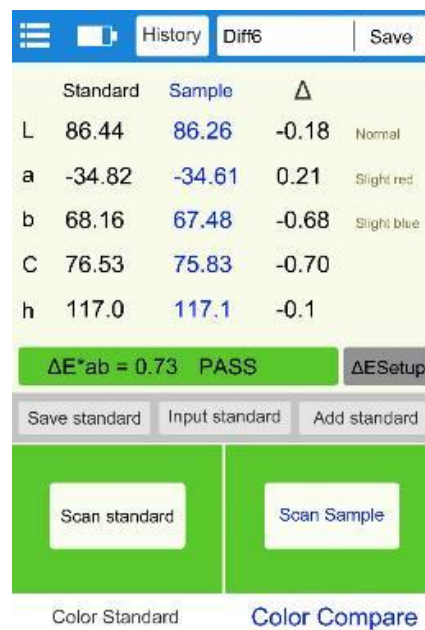 History Diff6 Save
Standard Sample Δ
L 86.44 86.26 -0.18 Normal
a -34.82 -34.61 0.21 Slight red
b 68.16 67.48 -0.68 Slight blue
C 76.53 75.83 -0.70
h 117.0 117.1 -0.1
ΔE*ab = 0.73 PASS ΔESetup
Save standard Input standard Add standard
Scan standard Scan Sample
Color Standard Color Compare